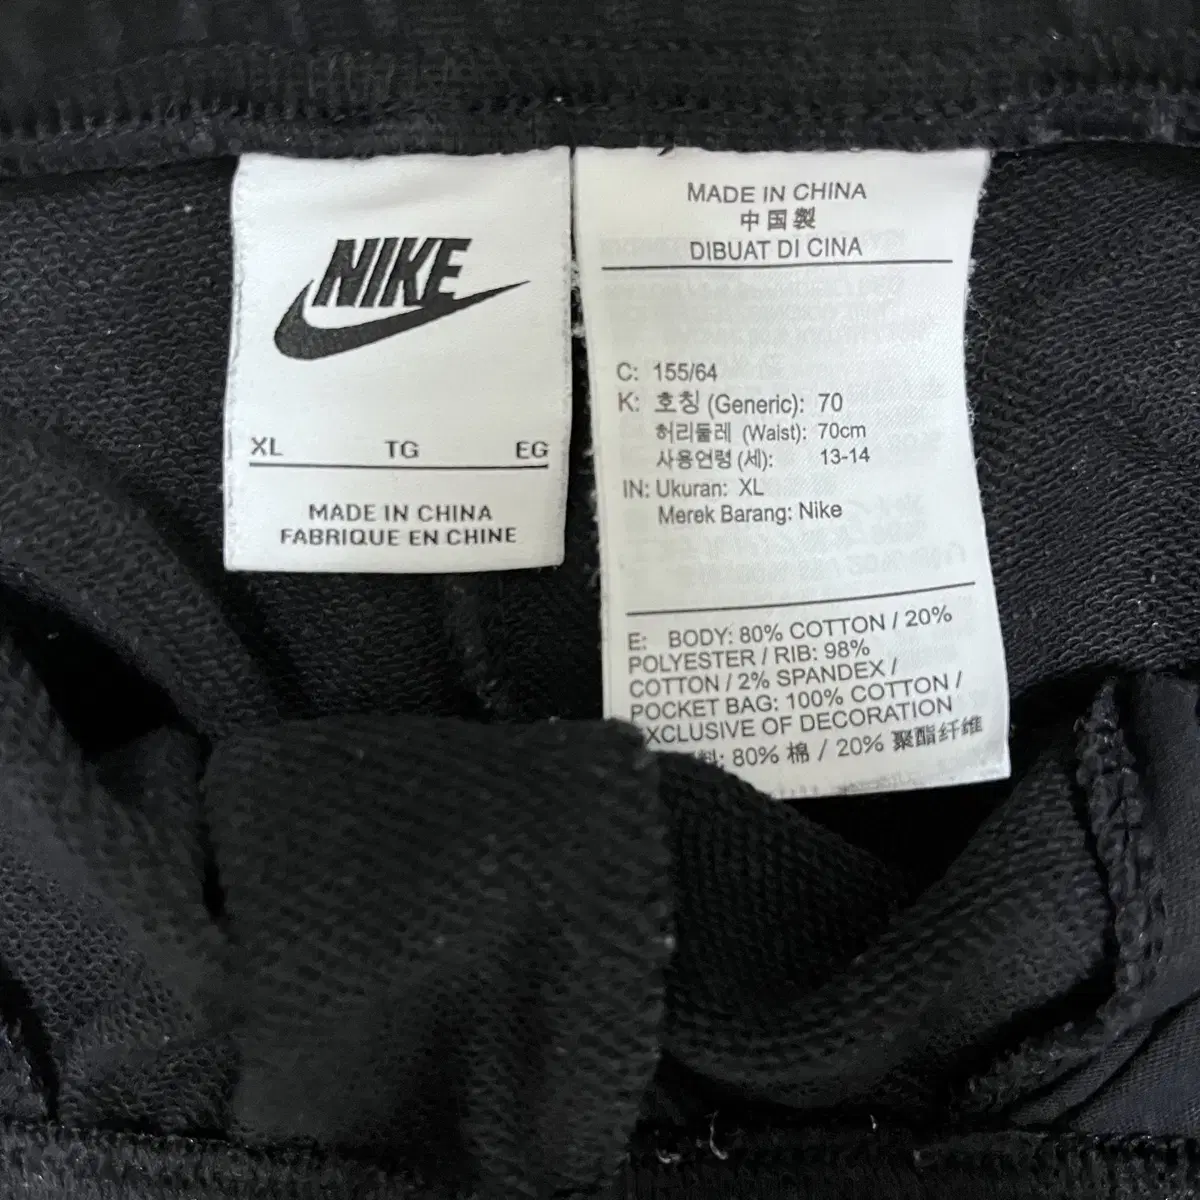 NIKE
XL TG EG
MADE IN CHINA
FABRIQUE EN CHINE
MADE IN CHINA
中国製
DIBUAT DI CINA
C: 155/64
K: 호칭 (Generic): 70
허리둘레 (Waist): 70cm
사용연령 (세): 13-14
IN: Ukuran: XL
Merek Barang: Nike
E: BODY: 80% COTTON / 20%
POLYESTER / RIB: 98%
COTTON / 2% SPANDEX /
POCKET BAG: 100% COTTON /
EXCLUSIVE OF DECORATION
料: 80% 棉 / 20% 聚酯纤维